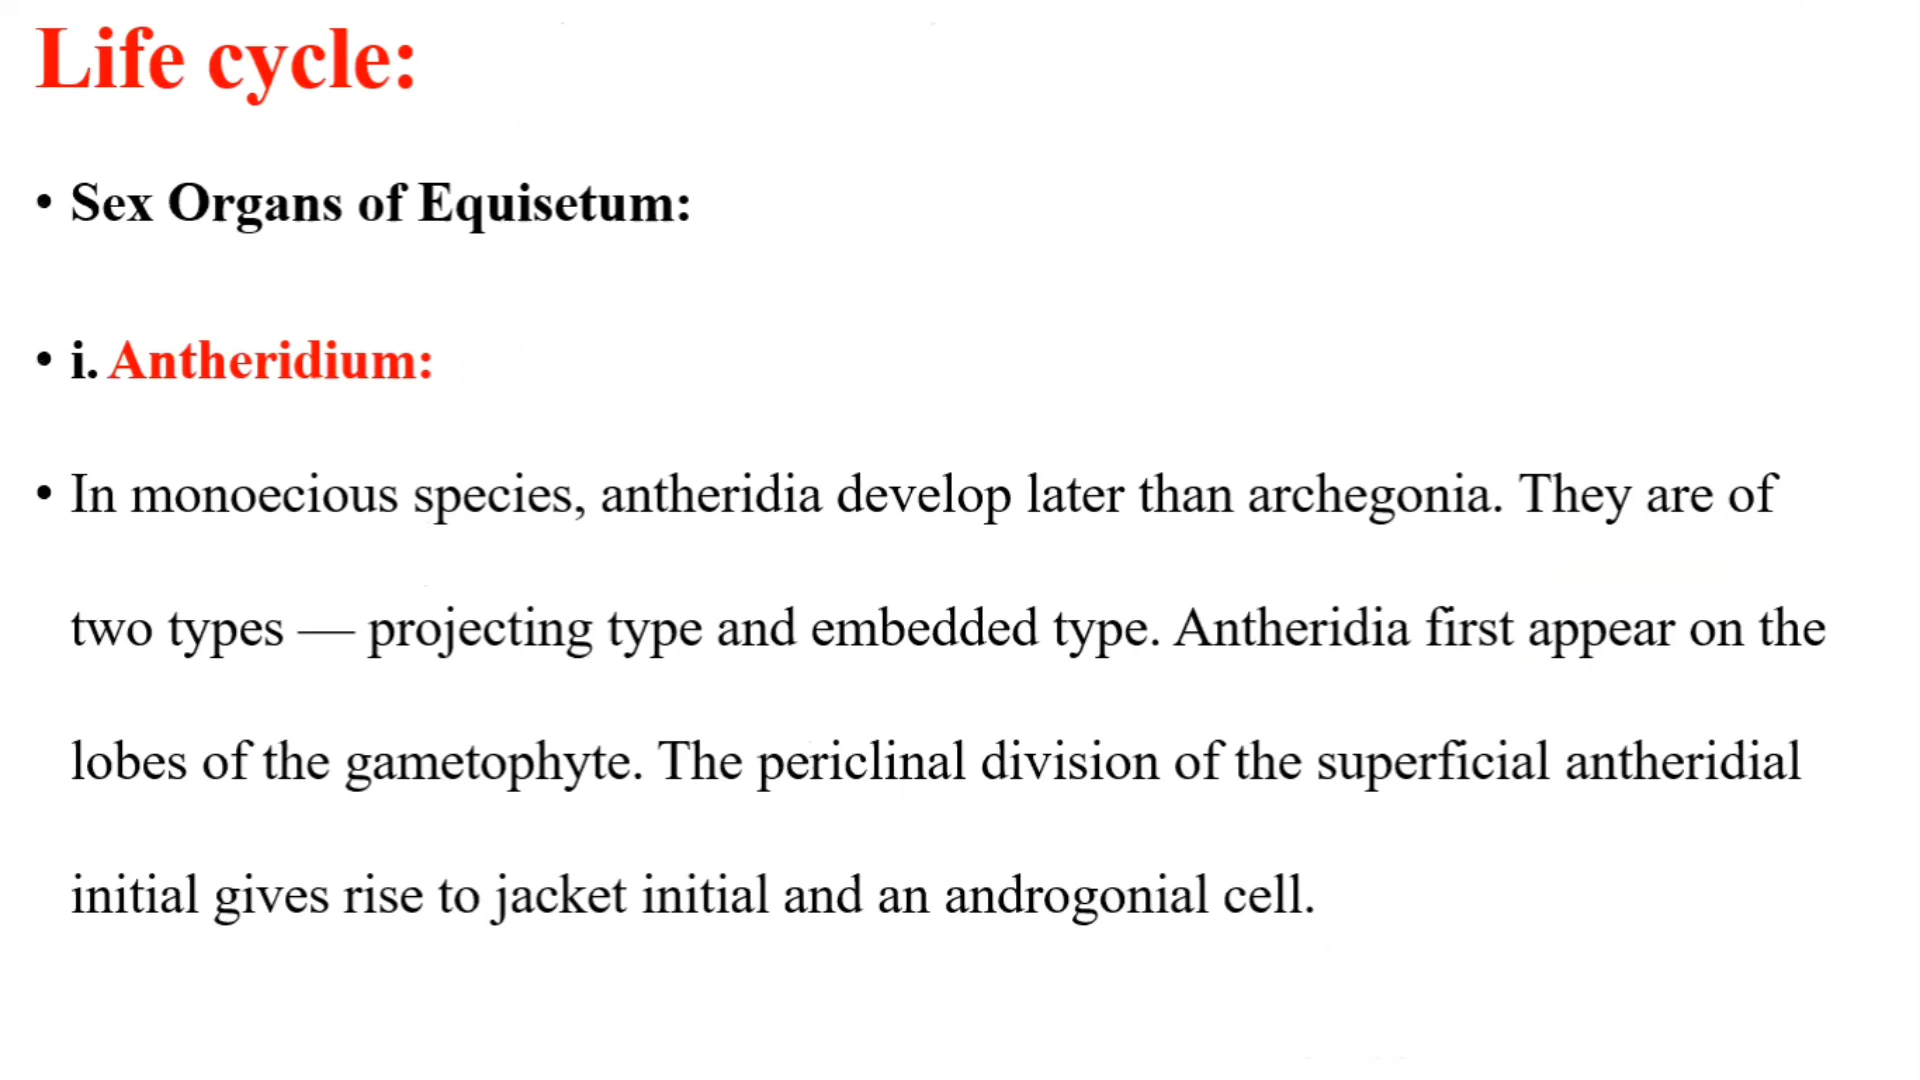 Life cycle:
• Sex Organs of Equisetum:
• i. Antheridium:
• In monoecious species, antheridia develop later than archegonia. They are of
two types — projecting type and embedded type. Antheridia first appear on the
lobes of the gametophyte. The periclinal division of the superficial antheridial
initial gives rise to jacket initial and an androgonial cell.